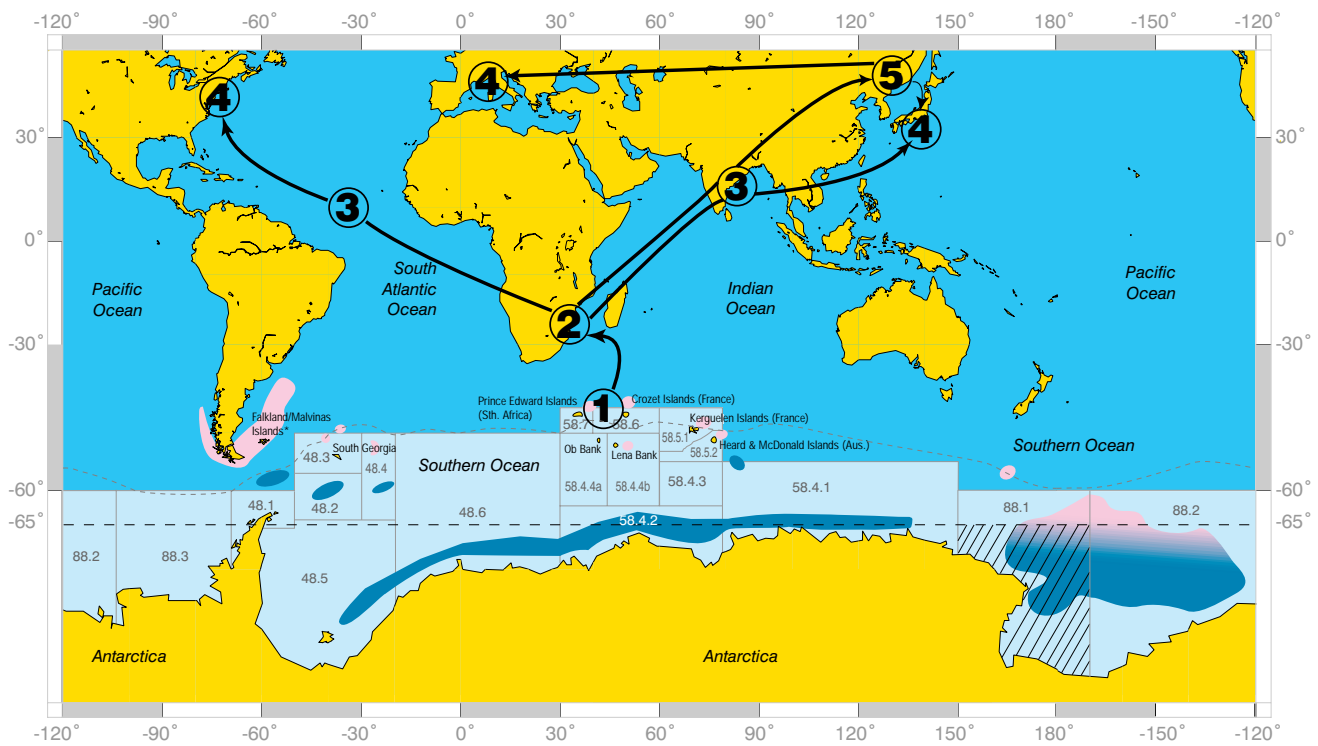 -120° -90° -60° -30° 0° 30° 60° 90° 120° 150° 180° -150° -120°
4 5
4
4
30° 30°
3
3
0° 0°
South
Atlantic
Ocean
Pacific
Ocean
Indian
Ocean
Pacific
Ocean
2
-30° -30°
1
Prince Edward Islands
(Sth. Africa)
Crozet Islands (France)
Falkland/Malvinas
Islands*
58.7 58.6
Kerguelen Islands (France)
58.5.1
58.5.2
Heard & McDonald Islands (Aus.)
Southern Ocean
South Georgia
48.3
48.4
Southern Ocean
Ob Bank
Lena Bank
58.4.4a 58.4.4b 58.4.3 58.4.1
-60° -60°
48.1 48.2 48.6 88.1 88.2
-65° 58.4.2 -65°
88.2 88.3
48.5
Antarctica Antarctica
-120° -90° -60° -30° 0° 30° 60° 90° 120° 150° 180° -150° -120°